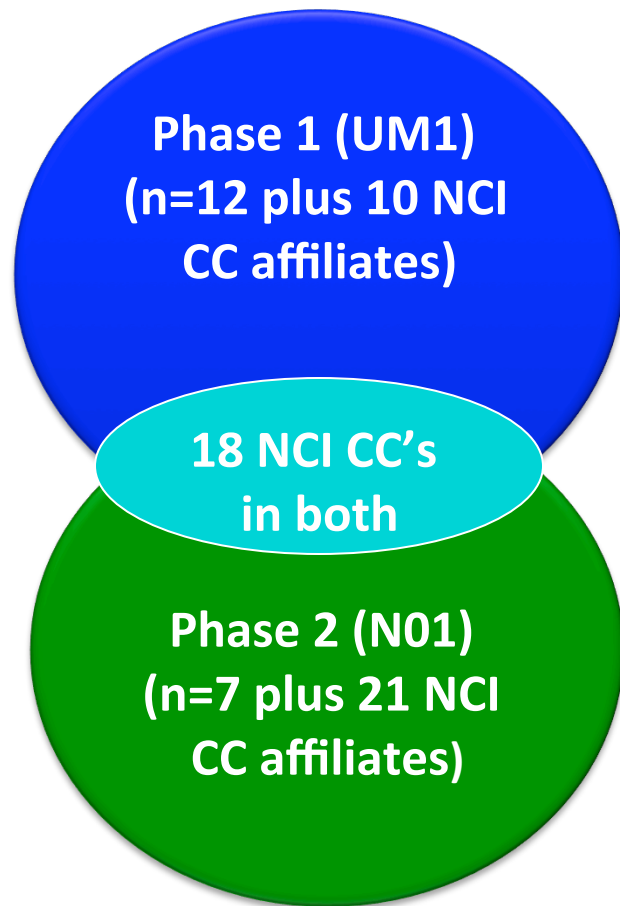 Phase 1 (UM1)
(n=12 plus 10 NCI
CC affiliates)
18 NCI CC’s
in both
Phase 2 (N01)
(n=7 plus 21 NCI
CC affiliates)